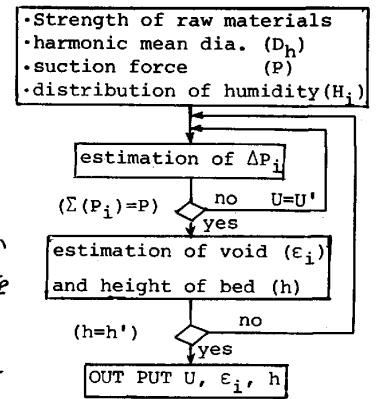 ·Strength of raw materials
·harmonic mean dia. (Dh)
·suction force (P)
·distribution of humidity(Hi)
estimation of ΔPi
(Σ(Pi)=P)
no U=U'
yes
estimation of void (εi)
and height of bed (h)
(h=h')
no
yes
OUT PUT U, εi, h